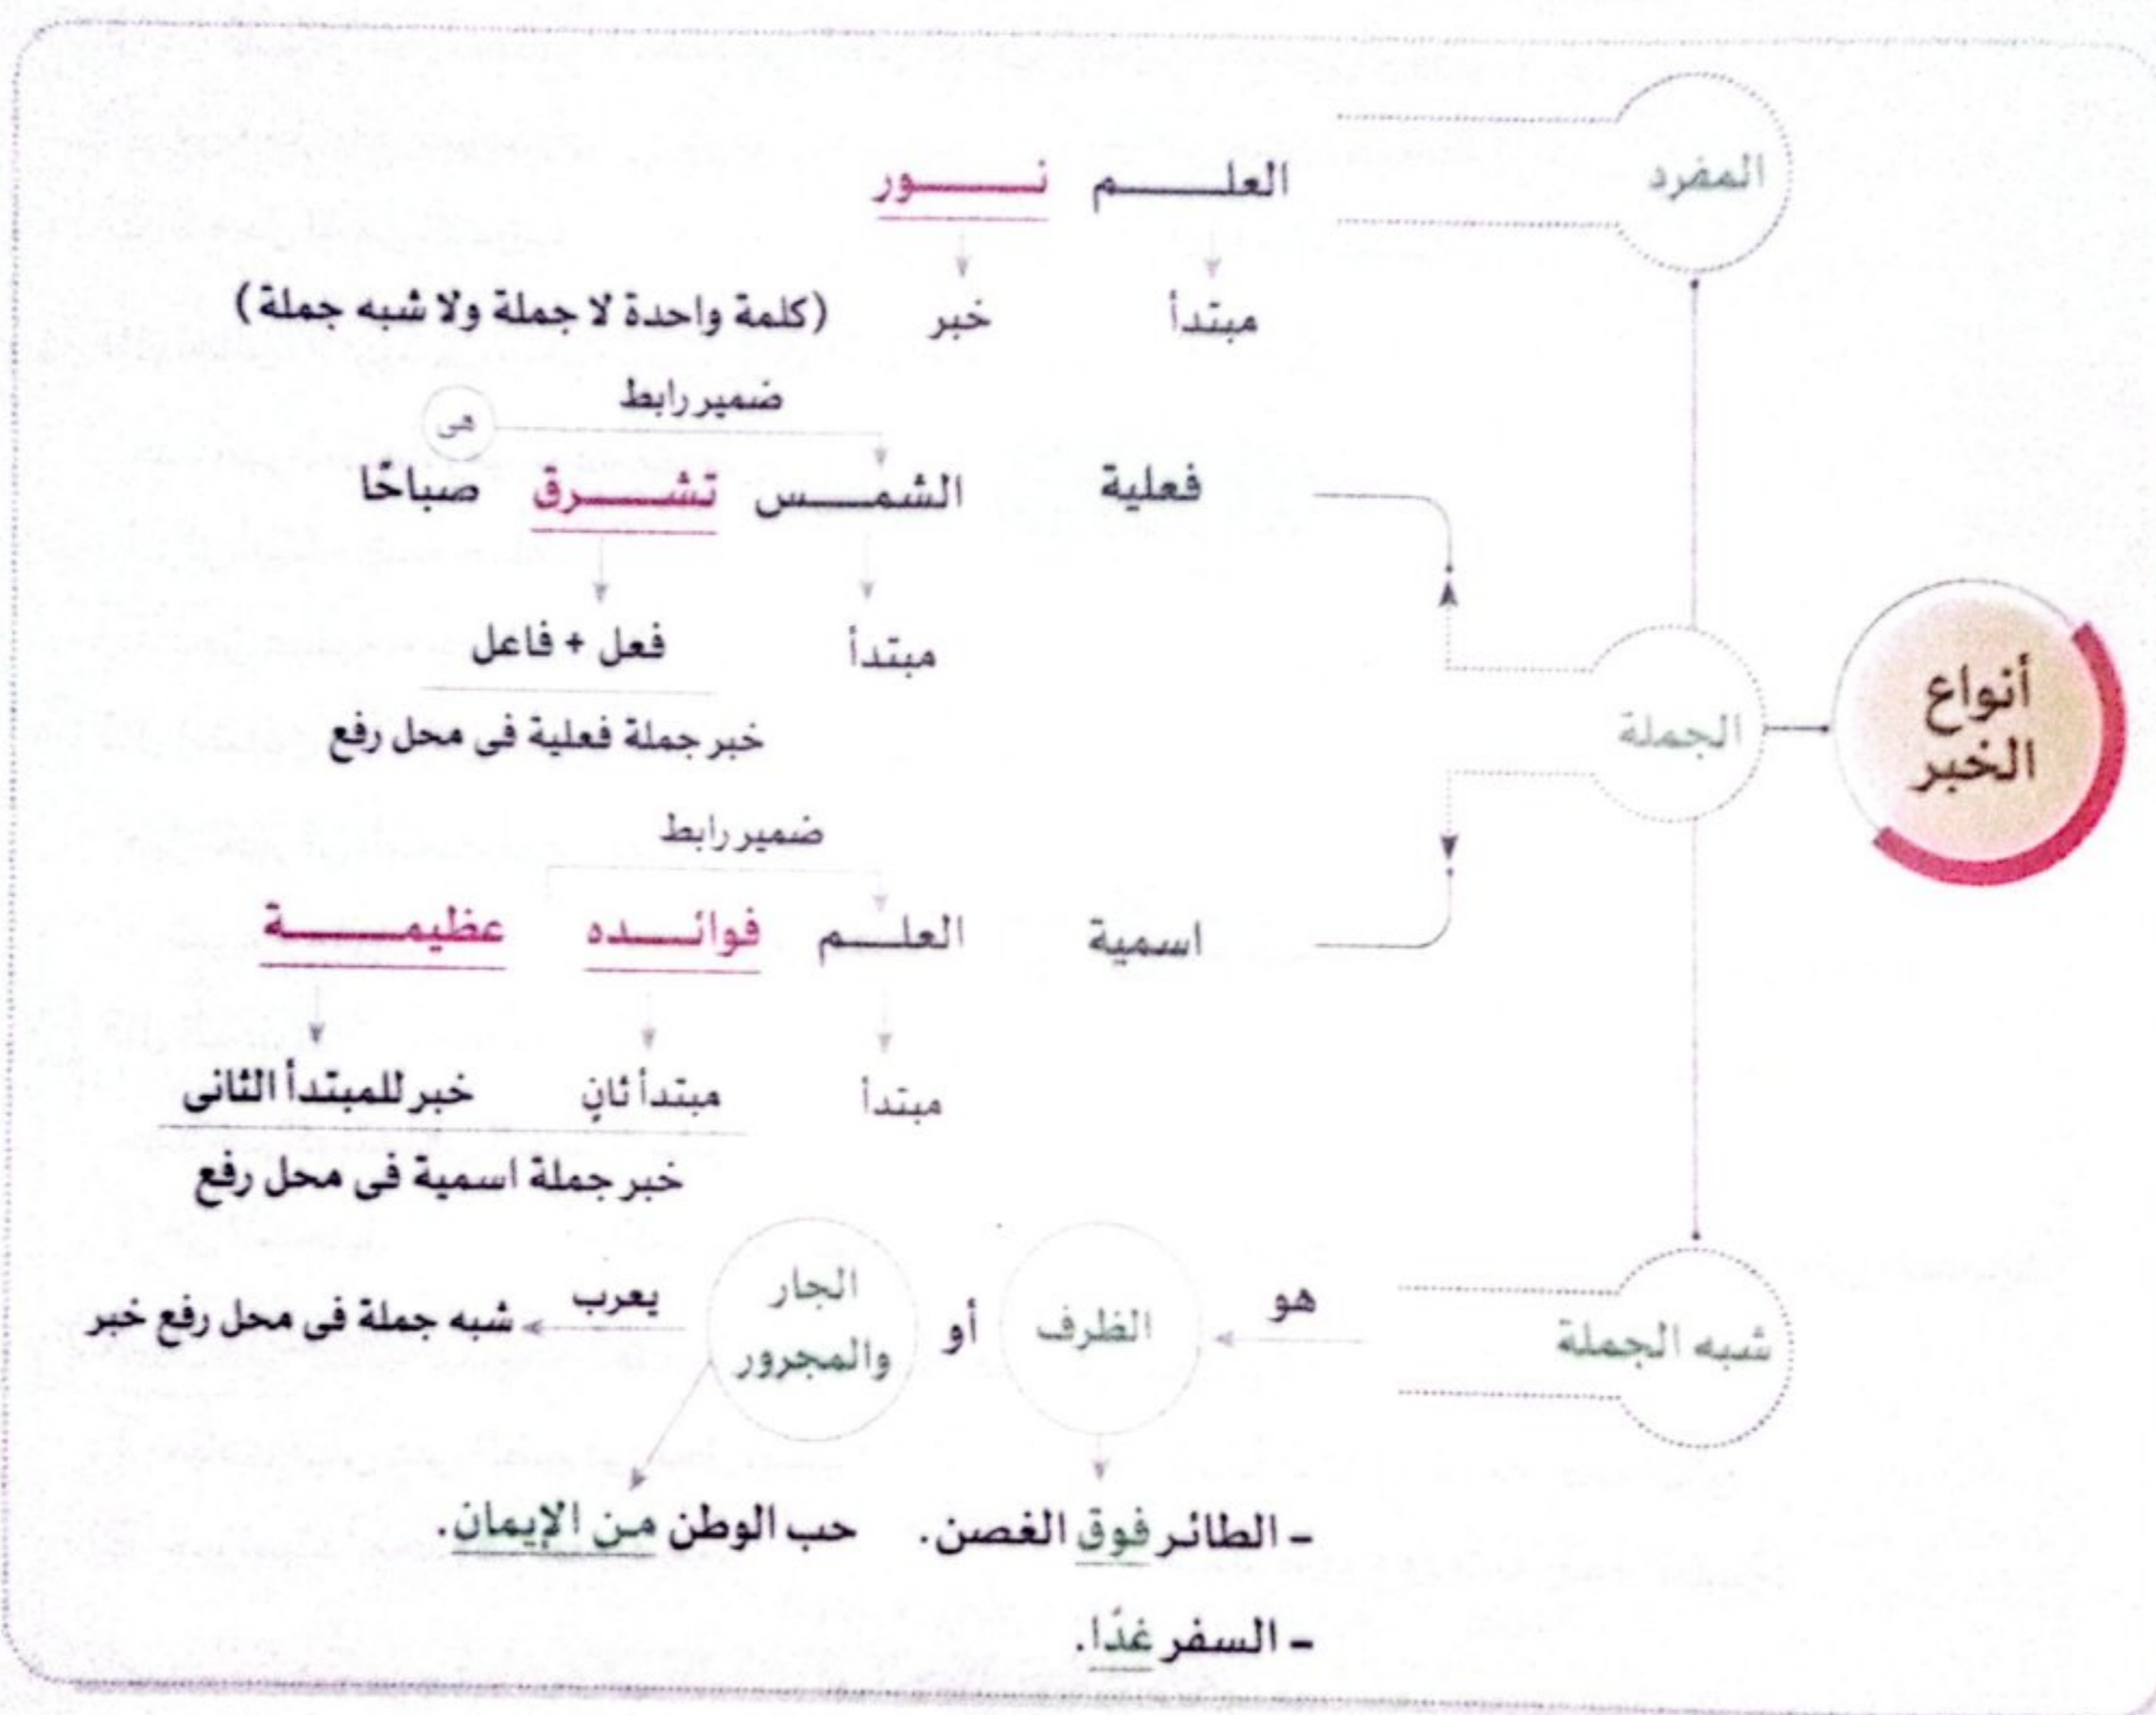 أنواع
الخبر
المفرد
العلم نور
مبتدأ خبر (كلمة واحدة لا جملة ولا شبه جملة)
الجملة
ضمير رابط هى
فعلية الشمس تشرق صباحًا
مبتدأ فعل + فاعل
خبر جملة فعلية فى محل رفع
ضمير رابط
اسمية العلم فوائده عظيمة
مبتدأ مبتدأ ثانٍ خبر للمبتدأ الثانى
خبر جملة اسمية فى محل رفع
شبه الجملة هو الظرف أو الجار والمجرور يعرب شبه جملة فى محل رفع خبر
- الطائر فوق الغصن. حب الوطن من الإيمان.
- السفر غدًا.